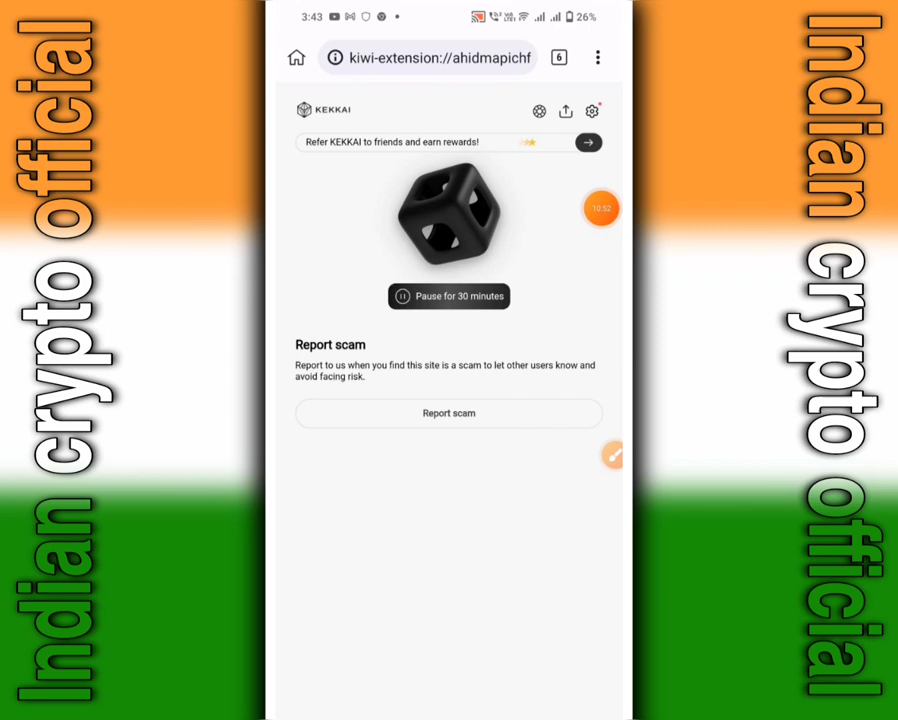 Indian crypto official
3:43
26%
kiwi-extension://ahidmapichf
6
KEKKAI
Refer KEKKAI to friends and earn rewards!
10:52
Pause for 30 minutes
Report scam
Report to us when you find this site is a scam to let other users know and
avoid facing risk.
Report scam
Indian crypto official